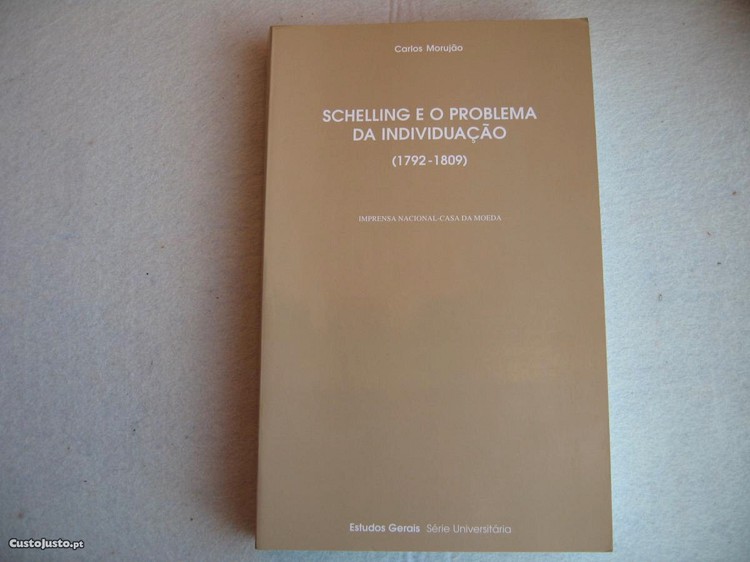 Carlos Morujão
SCHELLING E O PROBLEMA
DA INDIVIDUAÇÃO
(1792-1809)
IMPRENSA NACIONAL-CASA DA MOEDA
Estudos Gerais Série Universitária
CustoJusto.pt